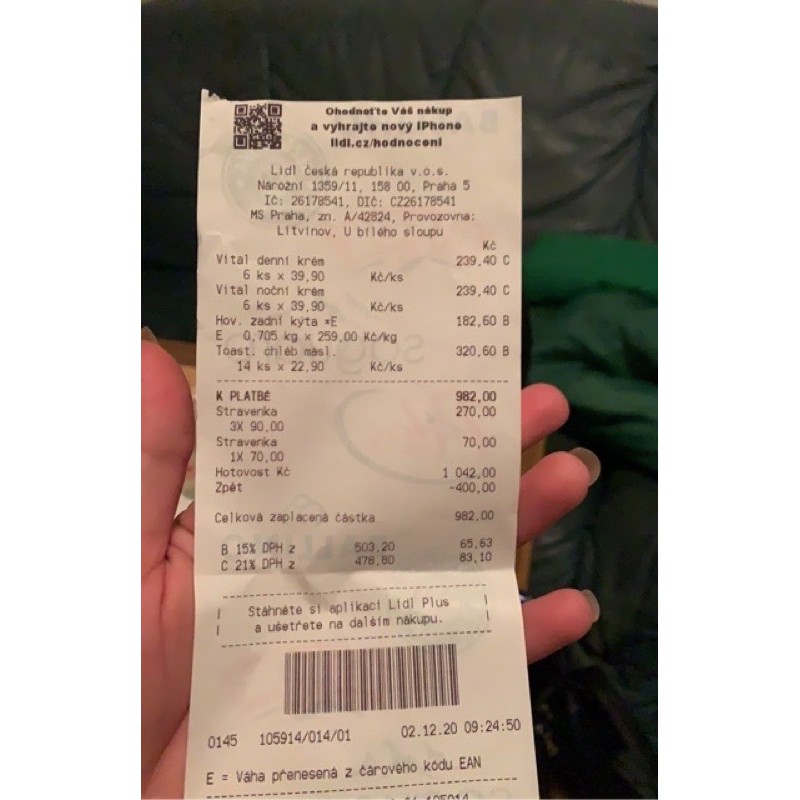 Ohodnoťte Váš nákup
a vyhrajte nový iPhone
lidl.cz/hodnoceni
Lidl česká republika v.o.s.
Nárožní 1359/11, 158 00, Praha 5
IČ: 26178541, DIČ: CZ26178541
MS Praha, zn. A/42824, Provozovna:
Litvínov, U bílého sloupu
Kč
Vital denní krém 239,40 C
6 ks x 39,90 Kč/ks
Vital noční krém 239,40 C
6 ks x 39,90 Kč/ks
Hov. zadní kýta *E 182,60 B
E 0,705 kg x 259,00 Kč/kg
Toast. chléb másl. 320,60 B
14 ks x 22,90 Kč/ks
K PLATBĚ 982,00
Stravenka 270,00
3X 90,00
Stravenka 70,00
1X 70,00
Hotovost Kč 1 042,00
Zpět -400,00
Celková zaplacená částka 982,00
B 15% DPH z 503,20 65,63
C 21% DPH z 478,80 83,10
Stáhněte si aplikaci Lidl Plus
a ušetřete na dalším nákupu.
0145 105914/014/01 02.12.20 09:24:50
E = Váha přenesená z čárového kódu EAN